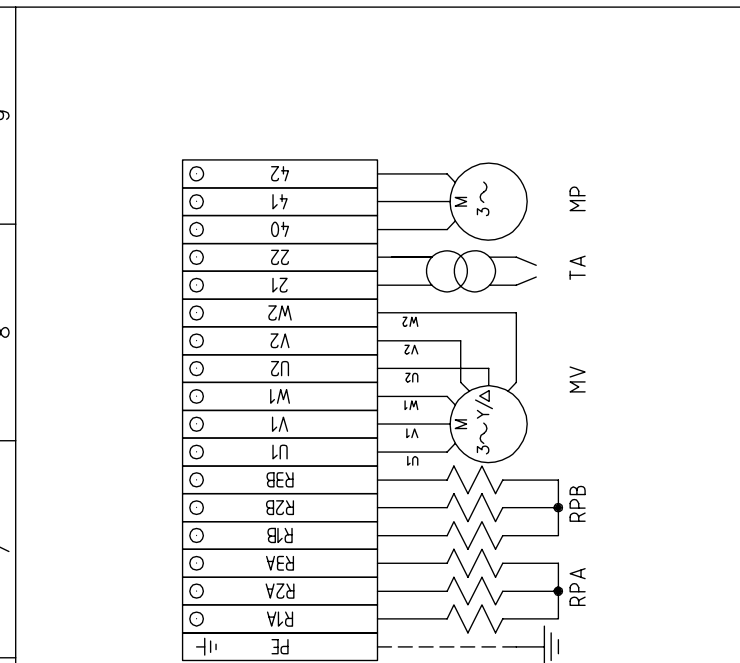 9
8
7
42
41
40
22
21
W2
V2
U2
W1
V1
U1
R3B
R2B
R1B
R3A
R2A
R1A
PE
W2
V2
U2
W1
V1
U1
M
3~
M
3~Y/Δ
MP
TA
MV
RPB
RPA